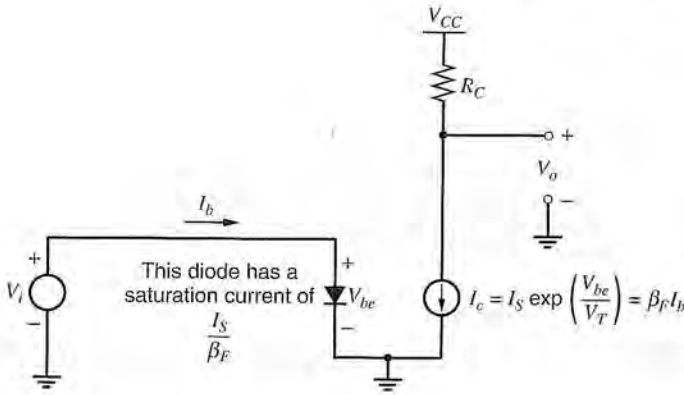 V_CC
R_C
+
V_o
−
I_b
+
V_i
−
This diode has a
saturation current of
I_S
β_F
+
V_be
−
I_c = I_S exp (V_be / V_T) = β_F I_b